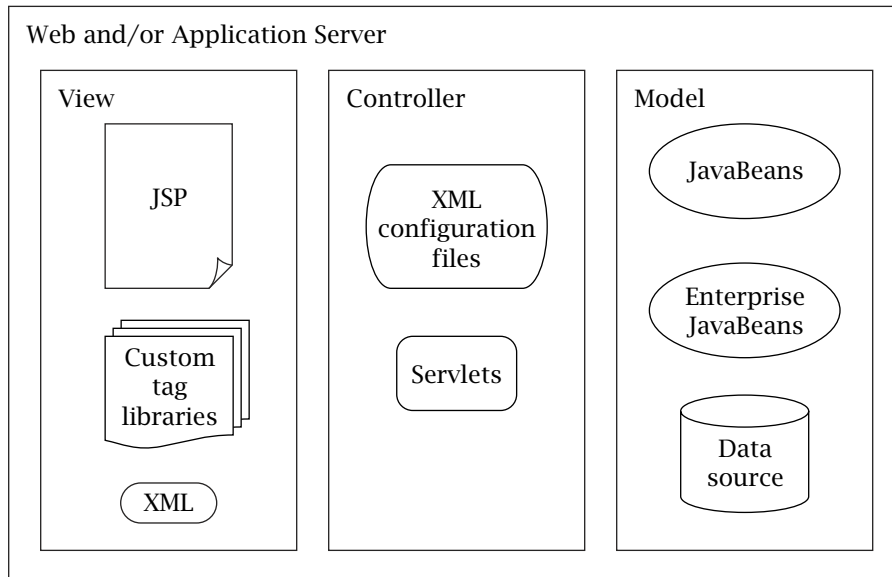 Web and/or Application Server
View
JSP
Custom
tag
libraries
XML
Controller
XML
configuration
files
Servlets
Model
JavaBeans
Enterprise
JavaBeans
Data
source